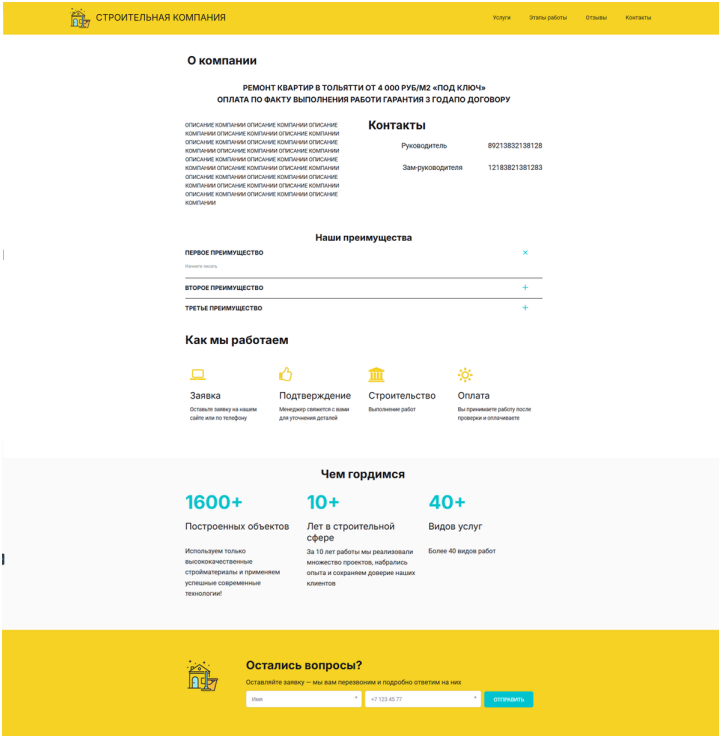 СТРОИТЕЛЬНАЯ КОМПАНИЯ
Услуги Этапы работы Отзывы Контакты
О компании
РЕМОНТ КВАРТИР В ТОЛЬЯТТИ ОТ 4 000 РУБ/М2 «ПОД КЛЮЧ»
ОПЛАТА ПО ФАКТУ ВЫПОЛНЕНИЯ РАБОТИ ГАРАНТИЯ 3 ГОДАПО ДОГОВОРУ
ОПИСАНИЕ КОМПАНИИ ОПИСАНИЕ КОМПАНИИ ОПИСАНИЕ
КОМПАНИИ ОПИСАНИЕ КОМПАНИИ ОПИСАНИЕ КОМПАНИИ
ОПИСАНИЕ КОМПАНИИ ОПИСАНИЕ КОМПАНИИ ОПИСАНИЕ
КОМПАНИИ ОПИСАНИЕ КОМПАНИИ ОПИСАНИЕ КОМПАНИИ
ОПИСАНИЕ КОМПАНИИ ОПИСАНИЕ КОМПАНИИ ОПИСАНИЕ
КОМПАНИИ ОПИСАНИЕ КОМПАНИИ ОПИСАНИЕ КОМПАНИИ
ОПИСАНИЕ КОМПАНИИ ОПИСАНИЕ КОМПАНИИ ОПИСАНИЕ
КОМПАНИИ ОПИСАНИЕ КОМПАНИИ ОПИСАНИЕ КОМПАНИИ
ОПИСАНИЕ КОМПАНИИ ОПИСАНИЕ КОМПАНИИ ОПИСАНИЕ
КОМПАНИИ
Контакты
Руководитель 89213832138128
Зам-руководителя 12183821381283
Наши преимущества
ПЕРВОЕ ПРЕИМУЩЕСТВО
Начните писать
ВТОРОЕ ПРЕИМУЩЕСТВО
ТРЕТЬЕ ПРЕИМУЩЕСТВО
Как мы работаем
Заявка
Оставьте заявку на нашем
сайте или по телефону
Подтверждение
Менеджер свяжется с вами
для уточнения деталей
Строительство
Выполнение работ
Оплата
Вы принимаете работу после
проверки и оплачиваете
Чем гордимся
1600+
Построенных объектов
Используем только
высококачественные
стройматериалы и применяем
успешные современные
технологии!
10+
Лет в строительной
сфере
За 10 лет работы мы реализовали
множество проектов, набрались
опыта и сохраняем доверие наших
клиентов
40+
Видов услуг
Более 40 видов работ
Остались вопросы?
Оставляйте заявку — мы вам перезвоним и подробно ответим на них
Имя * +7 123 45 77 * ОТПРАВИТЬ